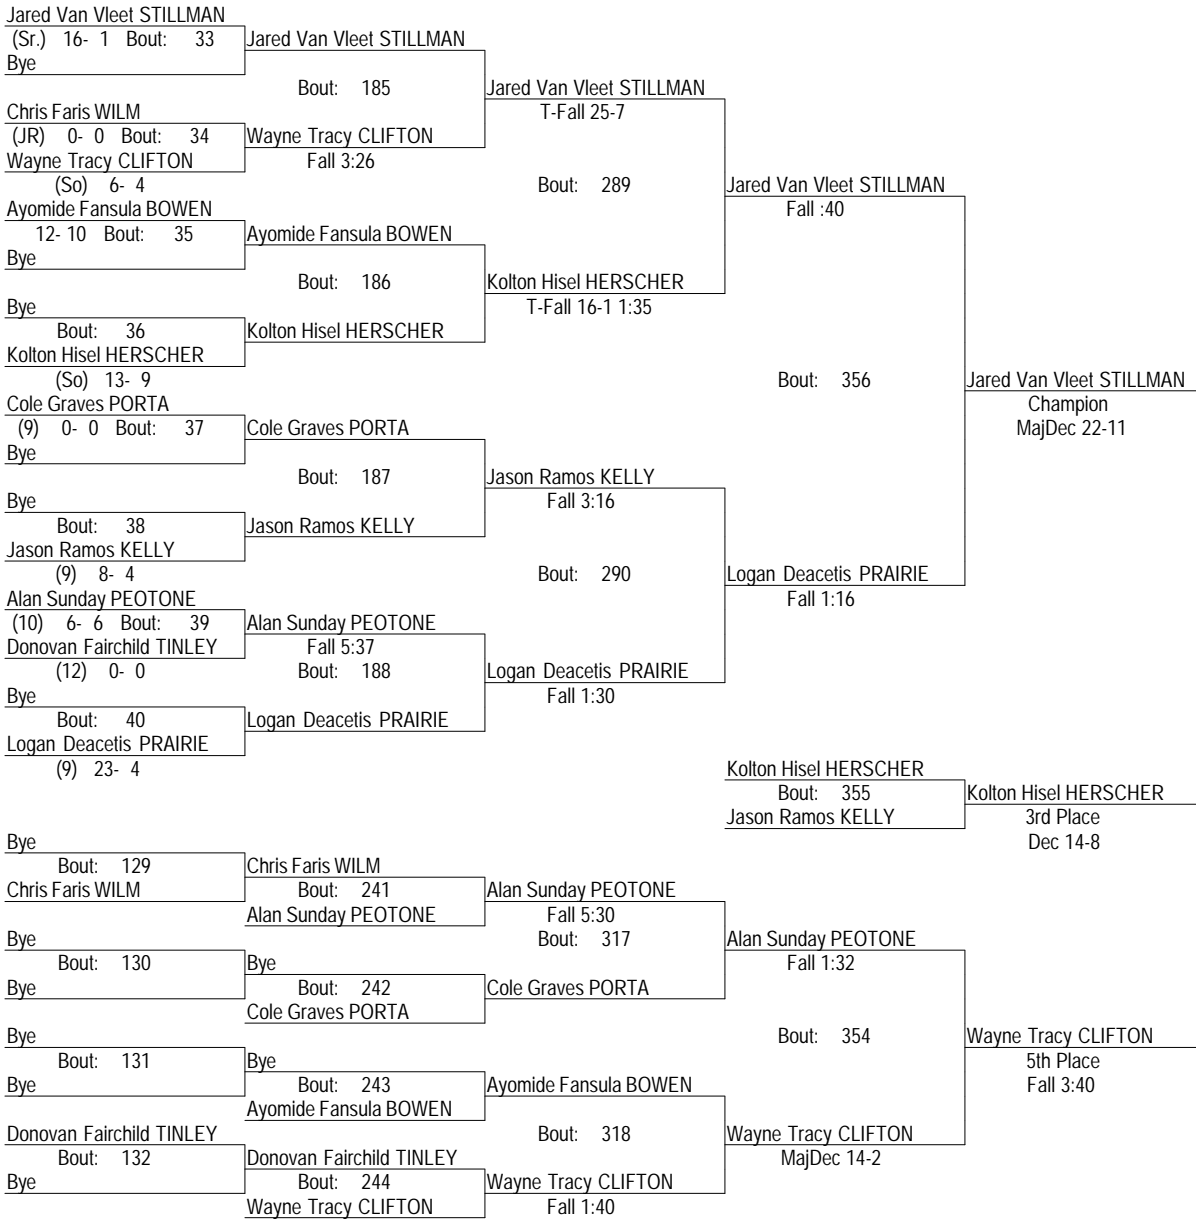 Jared Van Vleet STILLMAN
(Sr.) 16- 1 Bout: 33 Jared Van Vleet STILLMAN
Bye
Bout: 185 Jared Van Vleet STILLMAN
Chris Faris WILM T-Fall 25-7
(JR) 0- 0 Bout: 34 Wayne Tracy CLIFTON
Wayne Tracy CLIFTON Fall 3:26
(So) 6- 4 Bout: 289 Jared Van Vleet STILLMAN
Ayomide Fansula BOWEN Fall :40
12- 10 Bout: 35 Ayomide Fansula BOWEN
Bye
Bout: 186 Kolton Hisel HERSCHER
Bye T-Fall 16-1 1:35
Bout: 36 Kolton Hisel HERSCHER
Kolton Hisel HERSCHER
(So) 13- 9 Bout: 356 Jared Van Vleet STILLMAN
Cole Graves PORTA Champion
(9) 0- 0 Bout: 37 Cole Graves PORTA MajDec 22-11
Bye
Bout: 187 Jason Ramos KELLY
Bye Fall 3:16
Bout: 38 Jason Ramos KELLY
Jason Ramos KELLY
(9) 8- 4 Bout: 290 Logan Deacetis PRAIRIE
Alan Sunday PEOTONE Fall 1:16
(10) 6- 6 Bout: 39 Alan Sunday PEOTONE
Donovan Fairchild TINLEY Fall 5:37
(12) 0- 0 Bout: 188 Logan Deacetis PRAIRIE
Bye Fall 1:30
Bout: 40 Logan Deacetis PRAIRIE
Logan Deacetis PRAIRIE
(9) 23- 4 Kolton Hisel HERSCHER
Bout: 355 Kolton Hisel HERSCHER
Jason Ramos KELLY 3rd Place
Bye Dec 14-8
Bout: 129 Chris Faris WILM
Chris Faris WILM Bout: 241 Alan Sunday PEOTONE
Alan Sunday PEOTONE Fall 5:30
Bye Bout: 317 Alan Sunday PEOTONE
Bout: 130 Bye Fall 1:32
Bye Bout: 242 Cole Graves PORTA
Cole Graves PORTA
Bye Bout: 354 Wayne Tracy CLIFTON
Bout: 131 Bye 5th Place
Bye Bout: 243 Ayomide Fansula BOWEN Fall 3:40
Ayomide Fansula BOWEN
Donovan Fairchild TINLEY Bout: 318 Wayne Tracy CLIFTON
Bout: 132 Donovan Fairchild TINLEY MajDec 14-2
Bye Bout: 244 Wayne Tracy CLIFTON
Wayne Tracy CLIFTON Fall 1:40